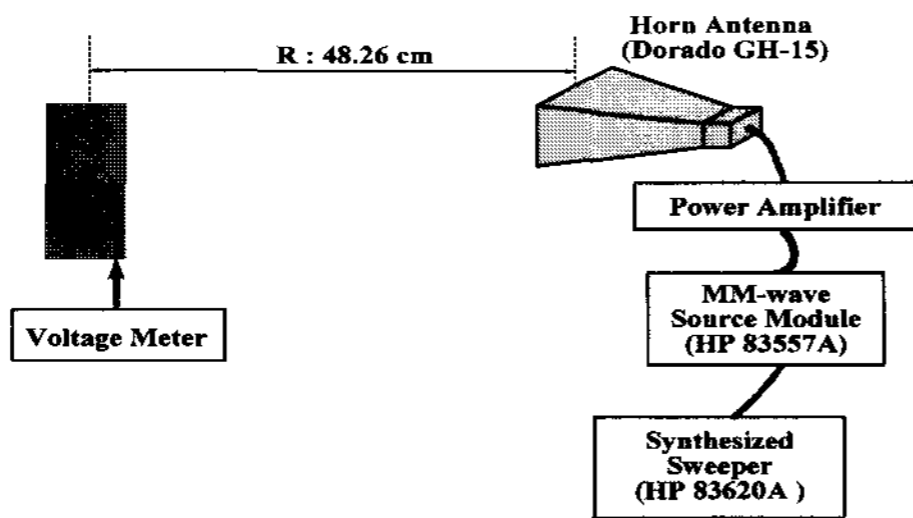 Horn Antenna
(Dorado GH-15)
R : 48.26 cm
Power Amplifier
MM-wave
Source Module
(HP 83557A)
Voltage Meter
Synthesized
Sweeper
(HP 83620A )